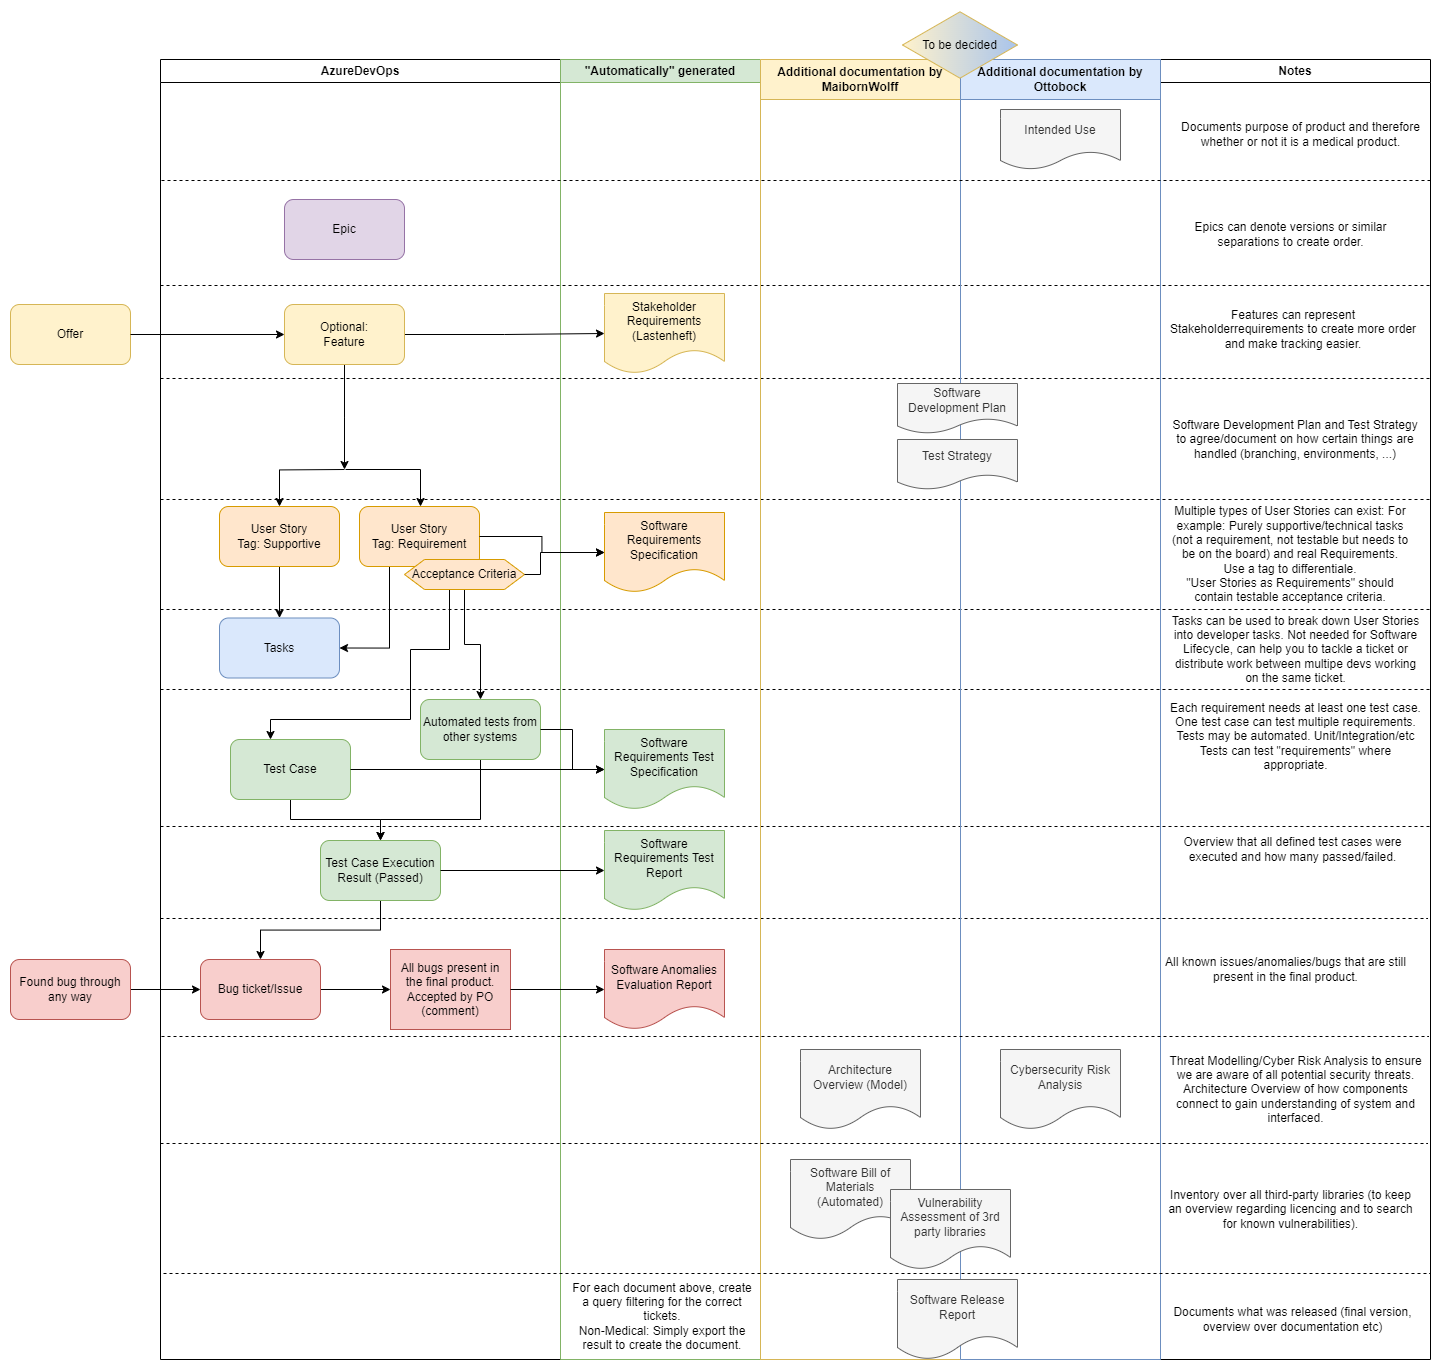 To be decided
AzureDevOps
"Automatically" generated
Additional documentation by
MaibornWolff
Additional documentation by
Ottobock
Notes
Intended Use
Documents purpose of product and therefore
whether or not it is a medical product.
Epic
Epics can denote versions or similar
separations to create order.
Offer
Optional:
Feature
Stakeholder
Requirements
(Lastenheft)
Features can represent
Stakeholderrequirements to create more order
and make tracking easier.
Software
Development Plan
Test Strategy
Software Development Plan and Test Strategy
to agree/document on how certain things are
handled (branching, environments, ...)
User Story
Tag: Supportive
User Story
Tag: Requirement
Acceptance Criteria
Software
Requirements
Specification
Multiple types of User Stories can exist: For
example: Purely supportive/technical tasks
(not a requirement, not testable but needs to
be on the board) and real Requirements.
Use a tag to differentiale.
"User Stories as Requirements" should
contain testable acceptance criteria.
Tasks
Tasks can be used to break down User Stories
into developer tasks. Not needed for Software
Lifecycle, can help you to tackle a ticket or
distribute work between multipe devs working
on the same ticket.
Automated tests from
other systems
Test Case
Software
Requirements Test
Specification
Each requirement needs at least one test case.
One test case can test multiple requirements.
Tests may be automated. Unit/Integration/etc
Tests can test "requirements" where
appropriate.
Test Case Execution
Result (Passed)
Software
Requirements Test
Report
Overview that all defined test cases were
executed and how many passed/failed.
Found bug through
any way
Bug ticket/Issue
All bugs present in
the final product.
Accepted by PO
(comment)
Software Anomalies
Evaluation Report
All known issues/anomalies/bugs that are still
present in the final product.
Architecture
Overview (Model)
Cybersecurity Risk
Analysis
Threat Modelling/Cyber Risk Analysis to ensure
we are aware of all potential security threats.
Architecture Overview of how components
connect to gain understanding of system and
interfaced.
Software Bill of
Materials
(Automated)
Vulnerability
Assessment of 3rd
party libraries
Inventory over all third-party libraries (to keep
an overview regarding licencing and to search
for known vulnerabilities).
For each document above, create
a query filtering for the correct
tickets.
Non-Medical: Simply export the
result to create the document.
Software Release
Report
Documents what was released (final version,
overview over documentation etc)